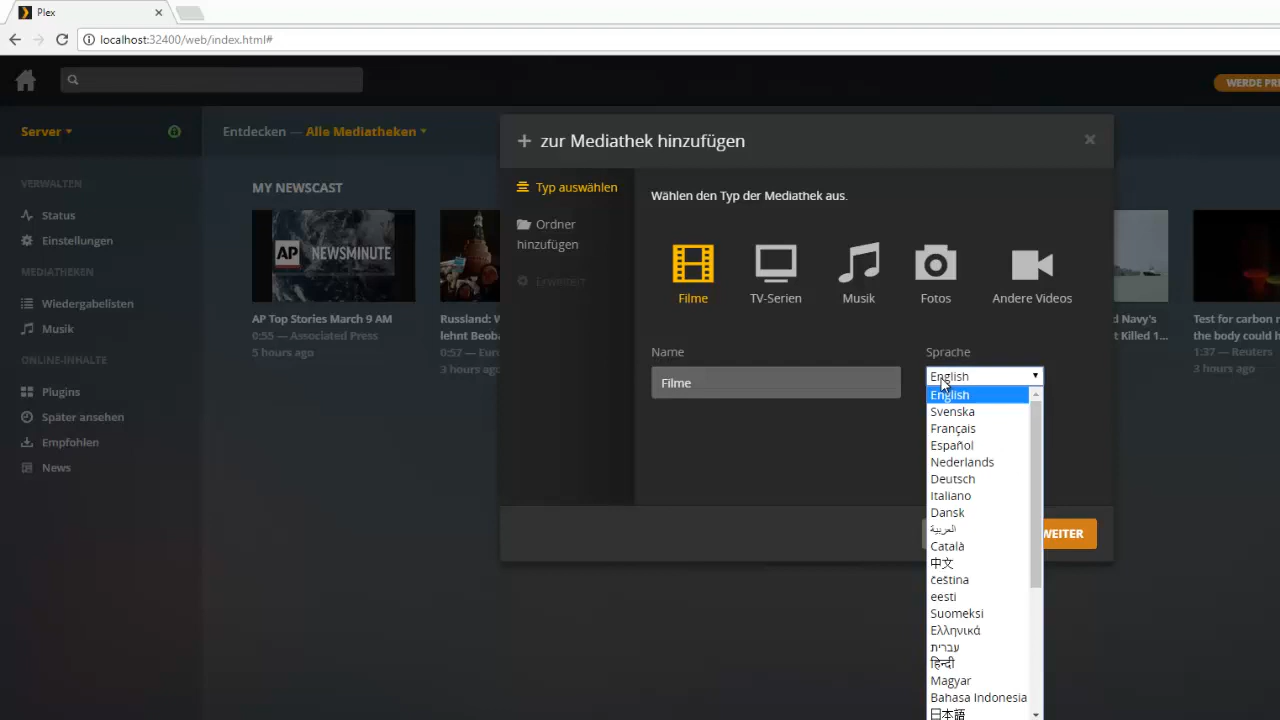 Plex
localhost:32400/web/index.html#
WERDE PRE
Server
Entdecken — Alle Mediatheken
VERWALTEN
Status
Einstellungen
MEDIATHEKEN
Wiedergabelisten
Musik
ONLINE-INHALTE
Plugins
Später ansehen
Empfohlen
News
MY NEWSCAST
AP NEWSMINUTE
AP Top Stories March 9 AM
0:55 — Associated Press
5 hours ago
Russland:
lehnt Beob
0:57 — Eur
3 hours ago
d Navy's
t Killed 1...
Test for carbon
the body could h
1:37 — Reuters
3 hours ago
zur Mediathek hinzufügen
Typ auswählen
Ordner
hinzufügen
Erweitert
Wählen den Typ der Mediathek aus.
Filme
TV-Serien
Musik
Fotos
Andere Videos
Name
Filme
Sprache
English
English
Svenska
Français
Español
Nederlands
Deutsch
Italiano
Dansk
العربية
Català
中文
čeština
eesti
Suomeksi
Ελληνικά
עברית
हिन्दी
Magyar
Bahasa Indonesia
日本語
WEITER